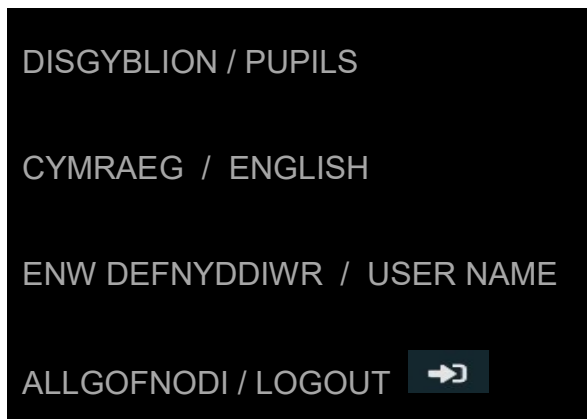 DISGYBLION / PUPILS
CYMRAEG / ENGLISH
ENW DEFNYDDIWR / USER NAME
ALLGOFNODI / LOGOUT